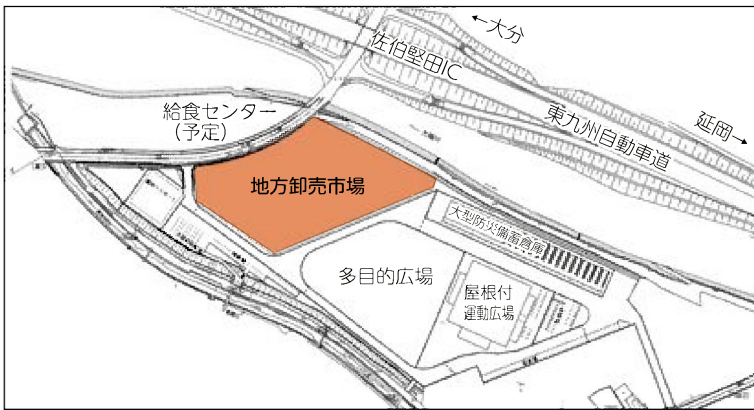 ←大分
佐伯堅田IC
東九州自動車道
延岡→
給食センター
(予定)
地方卸売市場
大型防災備蓄倉庫
多目的広場
屋根付
運動広場